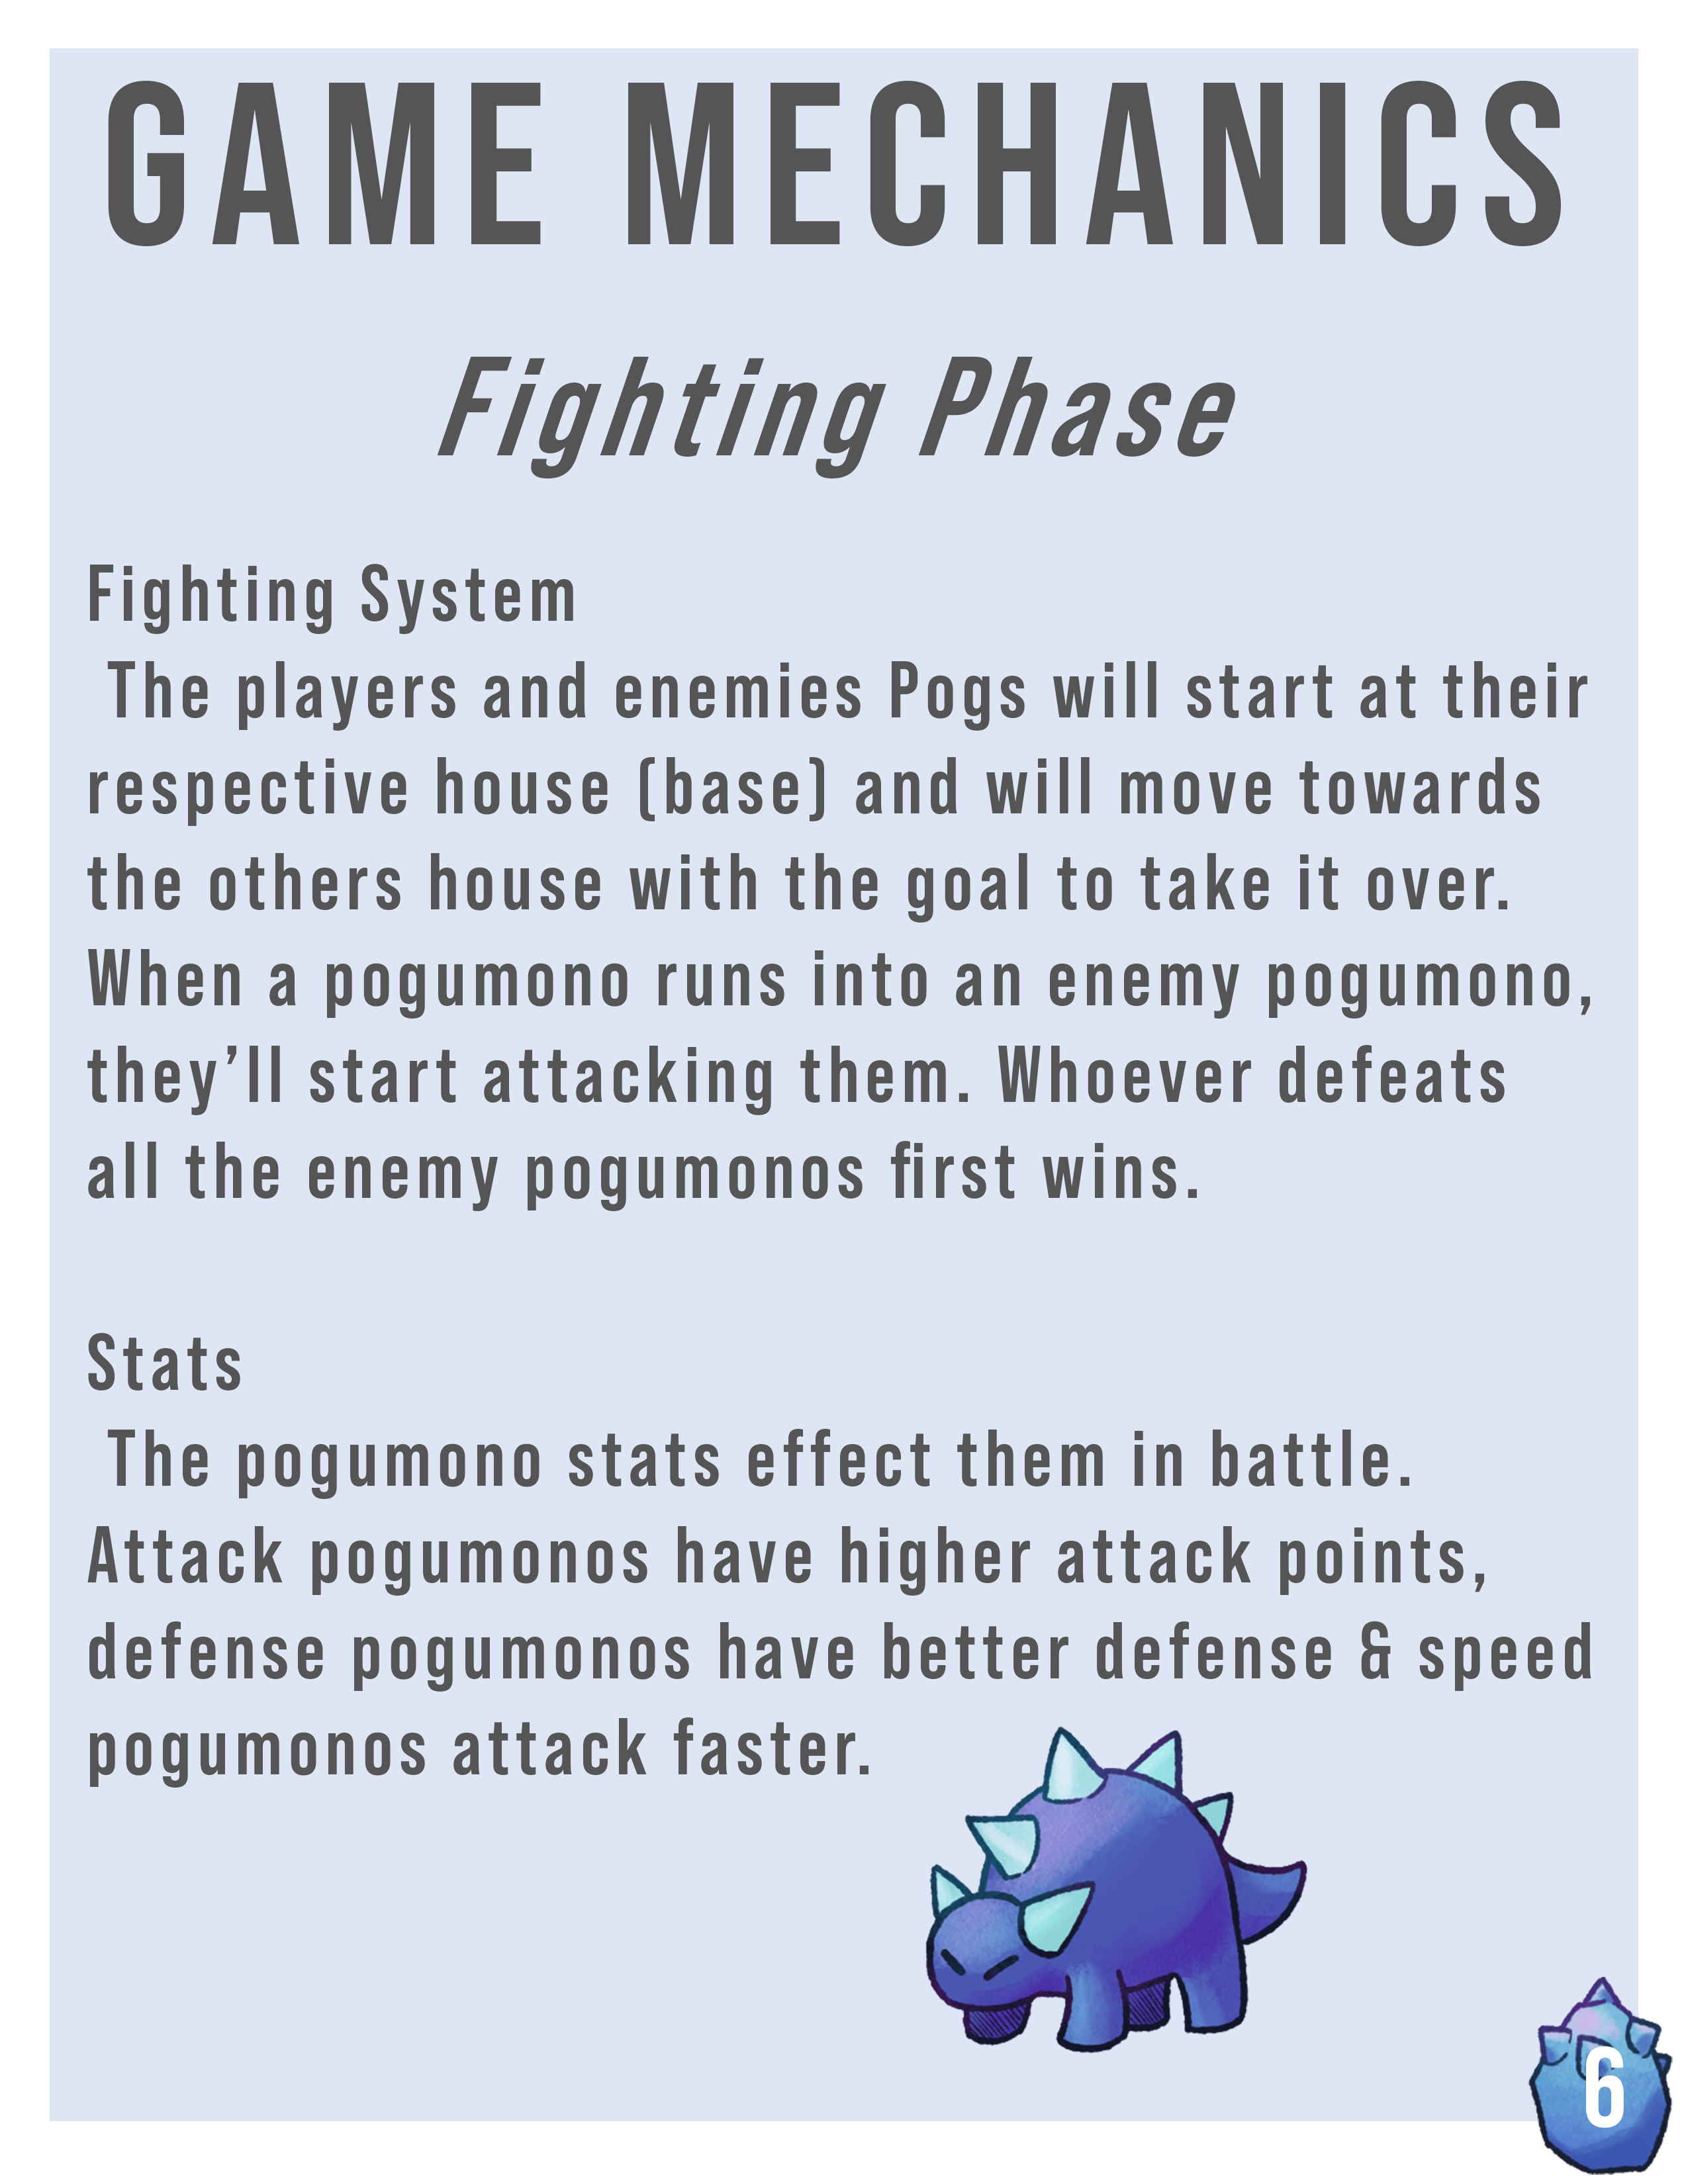 GAME MECHANICS
Fighting Phase
Fighting System
The players and enemies Pogs will start at their
respective house (base) and will move towards
the others house with the goal to take it over.
When a pogumono runs into an enemy pogumono,
they’ll start attacking them. Whoever defeats
all the enemy pogumonos first wins.
Stats
The pogumono stats effect them in battle.
Attack pogumonos have higher attack points,
defense pogumonos have better defense & speed
pogumonos attack faster.
6